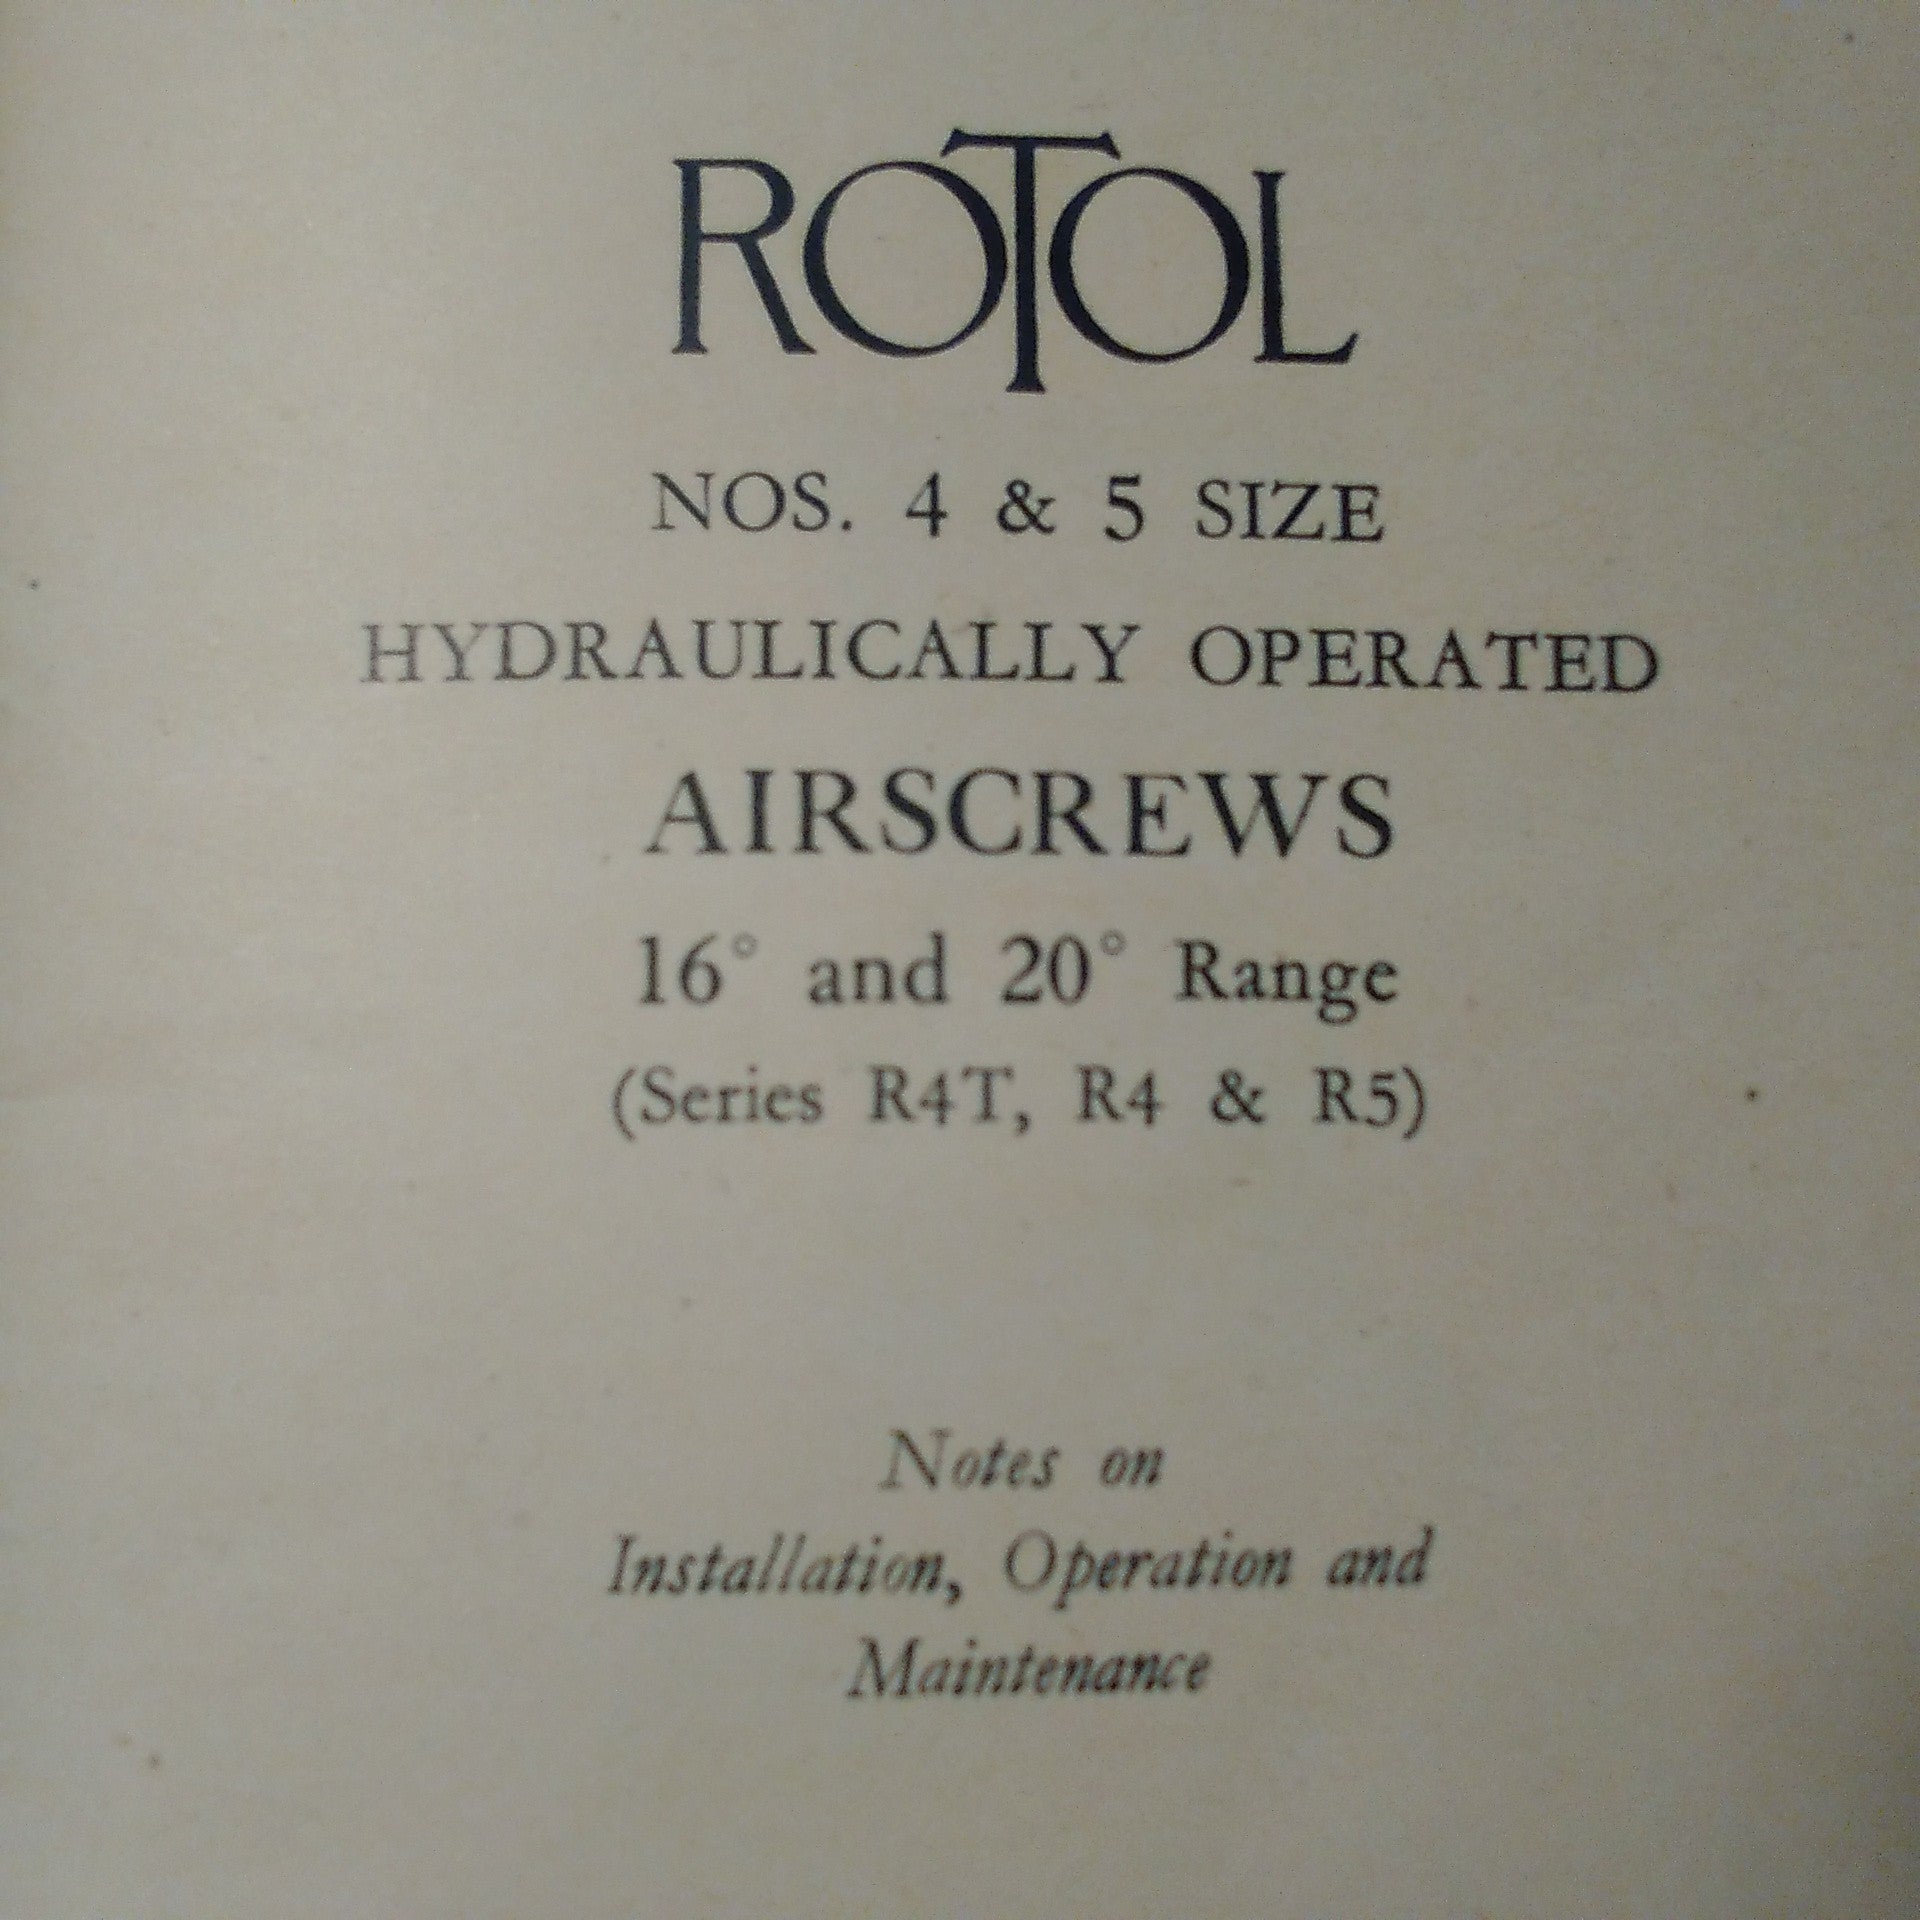 ROTOL
NOS. 4 & 5 SIZE
HYDRAULICALLY OPERATED
AIRSCREWS
16° and 20° Range
(Series R4T, R4 & R5)
Notes on
Installation, Operation and
Maintenance